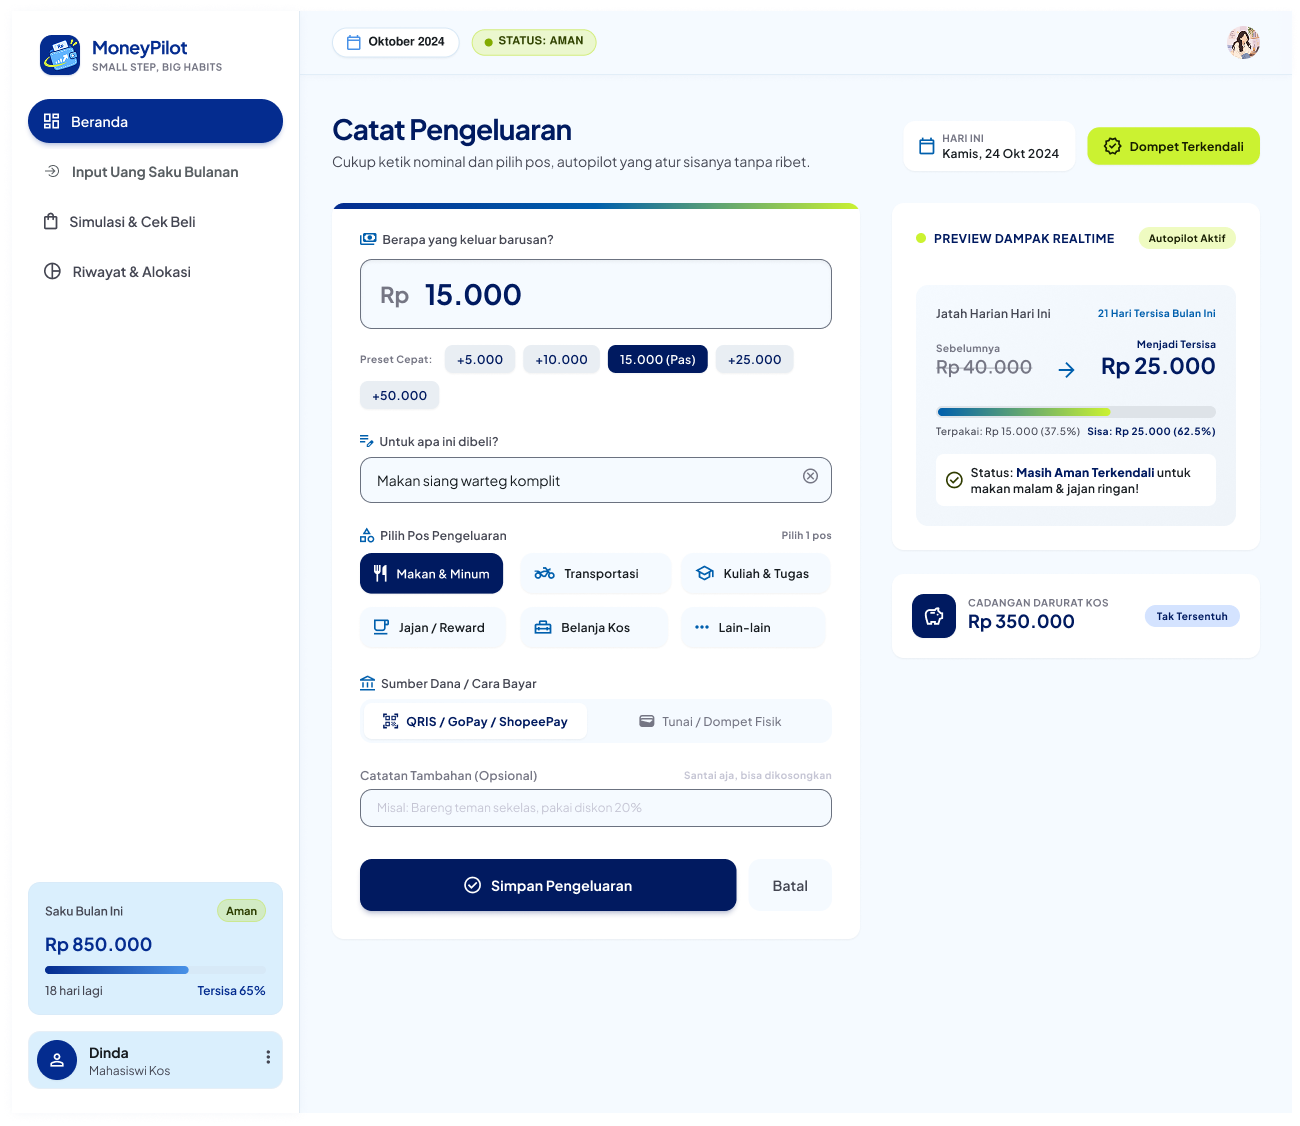 MoneyPilot
SMALL STEP, BIG HABITS
Beranda
Input Uang Saku Bulanan
Simulasi & Cek Beli
Riwayat & Alokasi
Saku Bulan Ini
Aman
Rp 850.000
18 hari lagi
Tersisa 65%
Dinda
Mahasiswi Kos
Oktober 2024
STATUS: AMAN
Catat Pengeluaran
Cukup ketik nominal dan pilih pos, autopilot yang atur sisanya tanpa ribet.
HARI INI
Kamis, 24 Okt 2024
Dompet Terkendali
Berapa yang keluar barusan?
Rp 15.000
Preset Cepat:
+5.000
+10.000
15.000 (Pas)
+25.000
+50.000
Untuk apa ini dibeli?
Makan siang warteg komplit
Pilih Pos Pengeluaran
Pilih 1 pos
Makan & Minum
Transportasi
Kuliah & Tugas
Jajan / Reward
Belanja Kos
Lain-lain
Sumber Dana / Cara Bayar
QRIS / GoPay / ShopeePay
Tunai / Dompet Fisik
Catatan Tambahan (Opsional)
Santai aja, bisa dikosongkan
Misal: Bareng teman sekelas, pakai diskon 20%
Simpan Pengeluaran
Batal
PREVIEW DAMPAK REALTIME
Autopilot Aktif
Jatah Harian Hari Ini
21 Hari Tersisa Bulan Ini
Sebelumnya
Rp 40.000
Menjadi Tersisa
Rp 25.000
Terpakai: Rp 15.000 (37.5%)
Sisa: Rp 25.000 (62.5%)
Status: Masih Aman Terkendali untuk
makan malam & jajan ringan!
CADANGAN DARURAT KOS
Rp 350.000
Tak Tersentuh